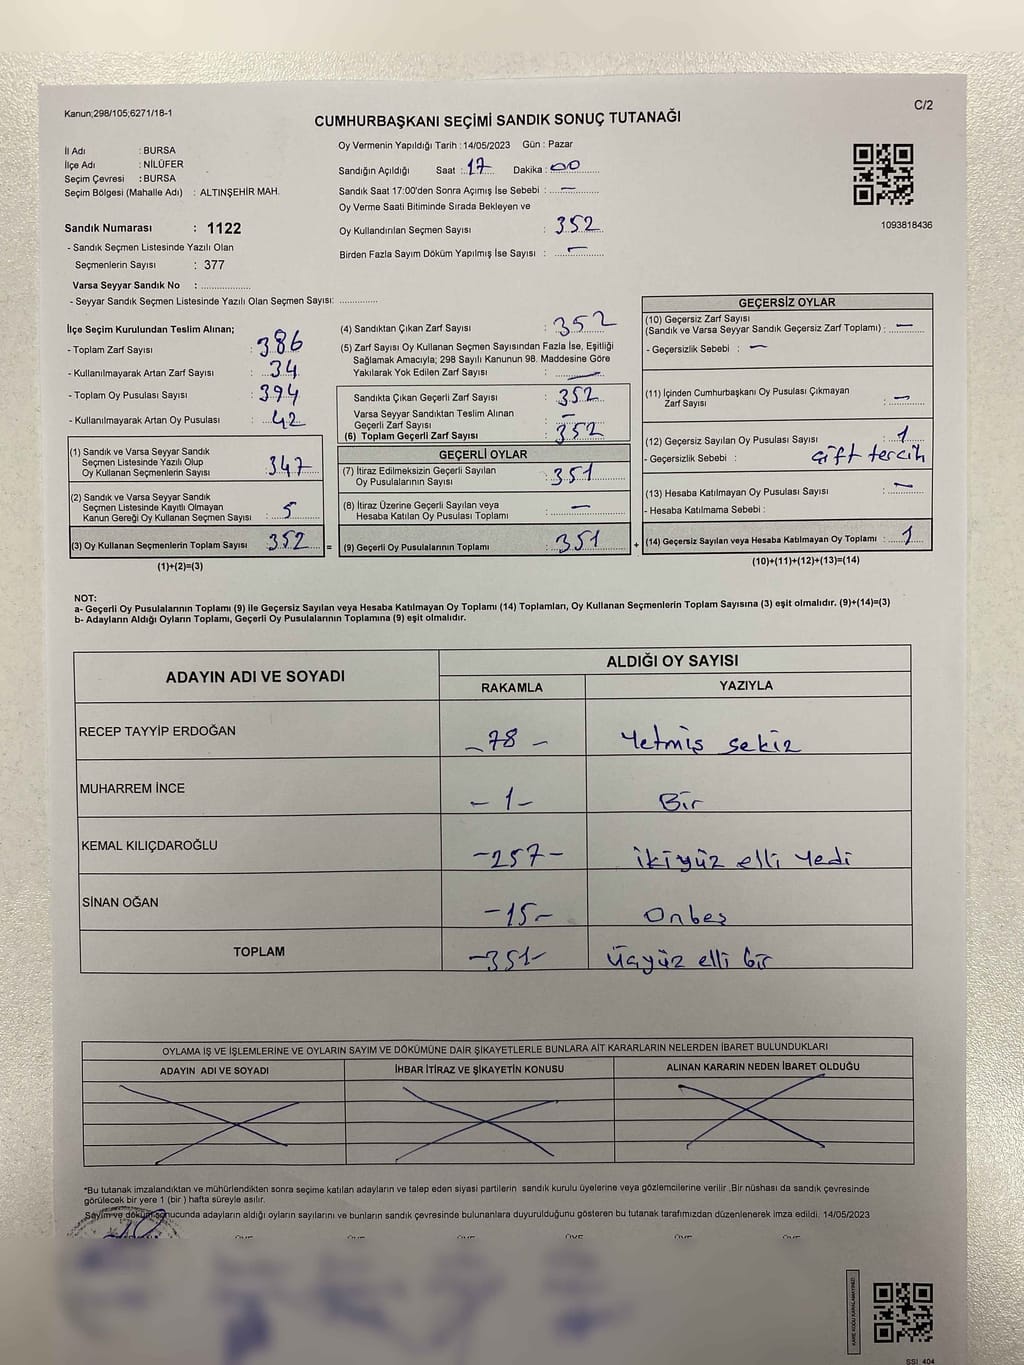 Kanun;298/105;6271/18-1
C/2
CUMHURBAŞKANI SEÇİMİ SANDIK SONUÇ TUTANAĞI
İl Adı : BURSA
İlçe Adı : NİLÜFER
Seçim Çevresi : BURSA
Seçim Bölgesi (Mahalle Adı) : ALTINŞEHİR MAH.
Sandık Numarası : 1122
- Sandık Seçmen Listesinde Yazılı Olan
Seçmenlerin Sayısı : 377
Varsa Seyyar Sandık No : ..............
- Seyyar Sandık Seçmen Listesinde Yazılı Olan Seçmen Sayısı: ..............
Oy Vermenin Yapıldığı Tarih : 14/05/2023 Gün : Pazar
Sandığın Açıldığı Saat : 17 Dakika : 00
Sandık Saat 17:00'den Sonra Açımış İse Sebebi : —
Oy Verme Saati Bitiminde Sırada Bekleyen ve
Oy Kullandırılan Seçmen Sayısı : 352
Birden Fazla Sayım Döküm Yapılmış İse Sayısı : —
1093818436
İlçe Seçim Kurulundan Teslim Alınan;
- Toplam Zarf Sayısı : 386
- Kullanılmayarak Artan Zarf Sayısı : 34
- Toplam Oy Pusulası Sayısı : 394
- Kullanılmayarak Artan Oy Pusulası : 42
(1) Sandık ve Varsa Seyyar Sandık
Seçmen Listesinde Yazılı Olup
Oy Kullanan Seçmenlerin Sayısı : 347
(2) Sandık ve Varsa Seyyar Sandık
Seçmen Listesinde Kayıtlı Olmayan
Kanun Gereği Oy Kullanan Seçmen Sayısı : 5
(3) Oy Kullanan Seçmenlerin Toplam Sayısı : 352 =
(1)+(2)=(3)
(4) Sandıktan Çıkan Zarf Sayısı : 352
(5) Zarf Sayısı Oy Kullanan Seçmen Sayısından Fazla İse, Eşitliği
Sağlamak Amacıyla; 298 Sayılı Kanunun 98. Maddesine Göre
Yakılarak Yok Edilen Zarf Sayısı : —
Sandıkta Çıkan Geçerli Zarf Sayısı : 352
Varsa Seyyar Sandıktan Teslim Alınan
Geçerli Zarf Sayısı : —
(6) Toplam Geçerli Zarf Sayısı : 352
GEÇERLİ OYLAR
(7) İtiraz Edilmeksizin Geçerli Sayılan
Oy Pusulalarının Sayısı : 351
(8) İtiraz Üzerine Geçerli Sayılan veya
Hesaba Katılan Oy Pusulası Toplamı : —
(9) Geçerli Oy Pusulalarının Toplamı : 351 +
GEÇERSİZ OYLAR
(10) Geçersiz Zarf Sayısı
(Sandık ve Varsa Seyyar Sandık Geçersiz Zarf Toplamı) : —
- Geçersizlik Sebebi : —
(11) İçinden Cumhurbaşkanı Oy Pusulası Çıkmayan
Zarf Sayısı : —
(12) Geçersiz Sayılan Oy Pusulası Sayısı : 1
- Geçersizlik Sebebi : Çift tercih
(13) Hesaba Katılmayan Oy Pusulası Sayısı : —
- Hesaba Katılmama Sebebi :
(14) Geçersiz Sayılan veya Hesaba Katılmayan Oy Toplamı : 1
(10)+(11)+(12)+(13)=(14)
NOT:
a- Geçerli Oy Pusulalarının Toplamı (9) ile Geçersiz Sayılan veya Hesaba Katılmayan Oy Toplamı (14) Toplamları, Oy Kullanan Seçmenlerin Toplam Sayısına (3) eşit olmalıdır. (9)+(14)=(3)
b- Adayların Aldığı Oyların Toplamı, Geçerli Oy Pusulalarının Toplamına (9) eşit olmalıdır.
ADAYIN ADI VE SOYADI
ALDIĞI OY SAYISI
RAKAMLA YAZIYLA
RECEP TAYYİP ERDOĞAN -78- Yetmiş sekiz
MUHARREM İNCE -1- Bir
KEMAL KILIÇDAROĞLU -257- ikiyüz elli yedi
SİNAN OĞAN -15- Onbeş
TOPLAM -351- Üçyüz elli bir
OYLAMA İŞ VE İŞLEMLERİNE VE OYLARIN SAYIM VE DÖKÜMÜNE DAİR ŞİKAYETLERLE BUNLARA AİT KARARLARIN NELERDEN İBARET BULUNDUKLARI
ADAYIN ADI VE SOYADI İHBAR İTİRAZ VE ŞİKAYETİN KONUSU ALINAN KARARIN NEDEN İBARET OLDUĞU
*Bu tutanak imzalandıktan ve mühürlendikten sonra seçime katılan adayların ve talep eden siyasi partilerin sandık kurulu üyelerine veya gözlemcilerine verilir .Bir nüshası da sandık çevresinde
görülecek bir yere 1 (bir ) hafta süreyle asılır.
Sayım ve döküm sonucunda adayların aldığı oyların sayılarını ve bunların sandık çevresinde bulunanlara duyurulduğunu gösteren bu tutanak tarafımızdan düzenlenerek imza edildi. 14/05/2023
SSI 404